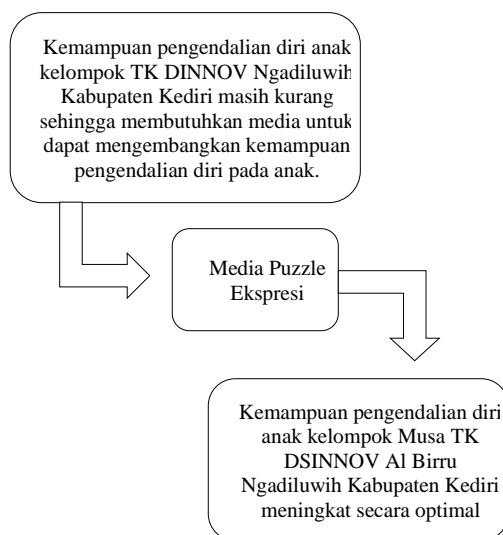 Kemampuan pengendalian diri anak
kelompok TK DINNOV Ngadiluwih
Kabupaten Kediri masih kurang
sehingga membutuhkan media untuk
dapat mengembangkan kemampuan
pengendalian diri pada anak.
Media Puzzle
Ekspresi
Kemampuan pengendalian diri
anak kelompok Musa TK
DSINNOV Al Birru
Ngadiluwih Kabupaten Kediri
meningkat secara optimal